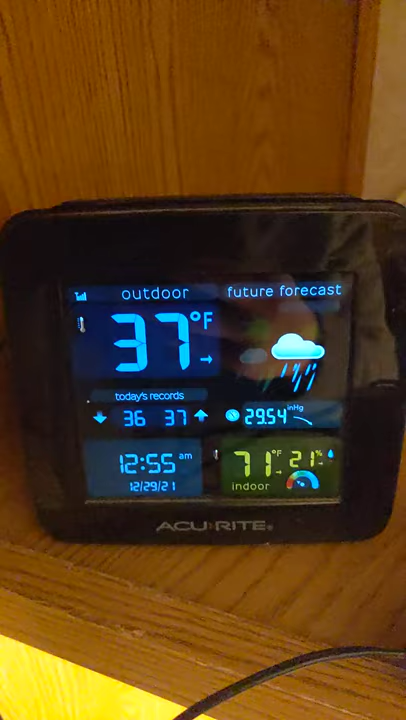 outdoor
future forecast
37°F
today's records
36 37
29.54 inHg
12:55 am
12/29/21
71°F 21%
indoor
ACU RITE®